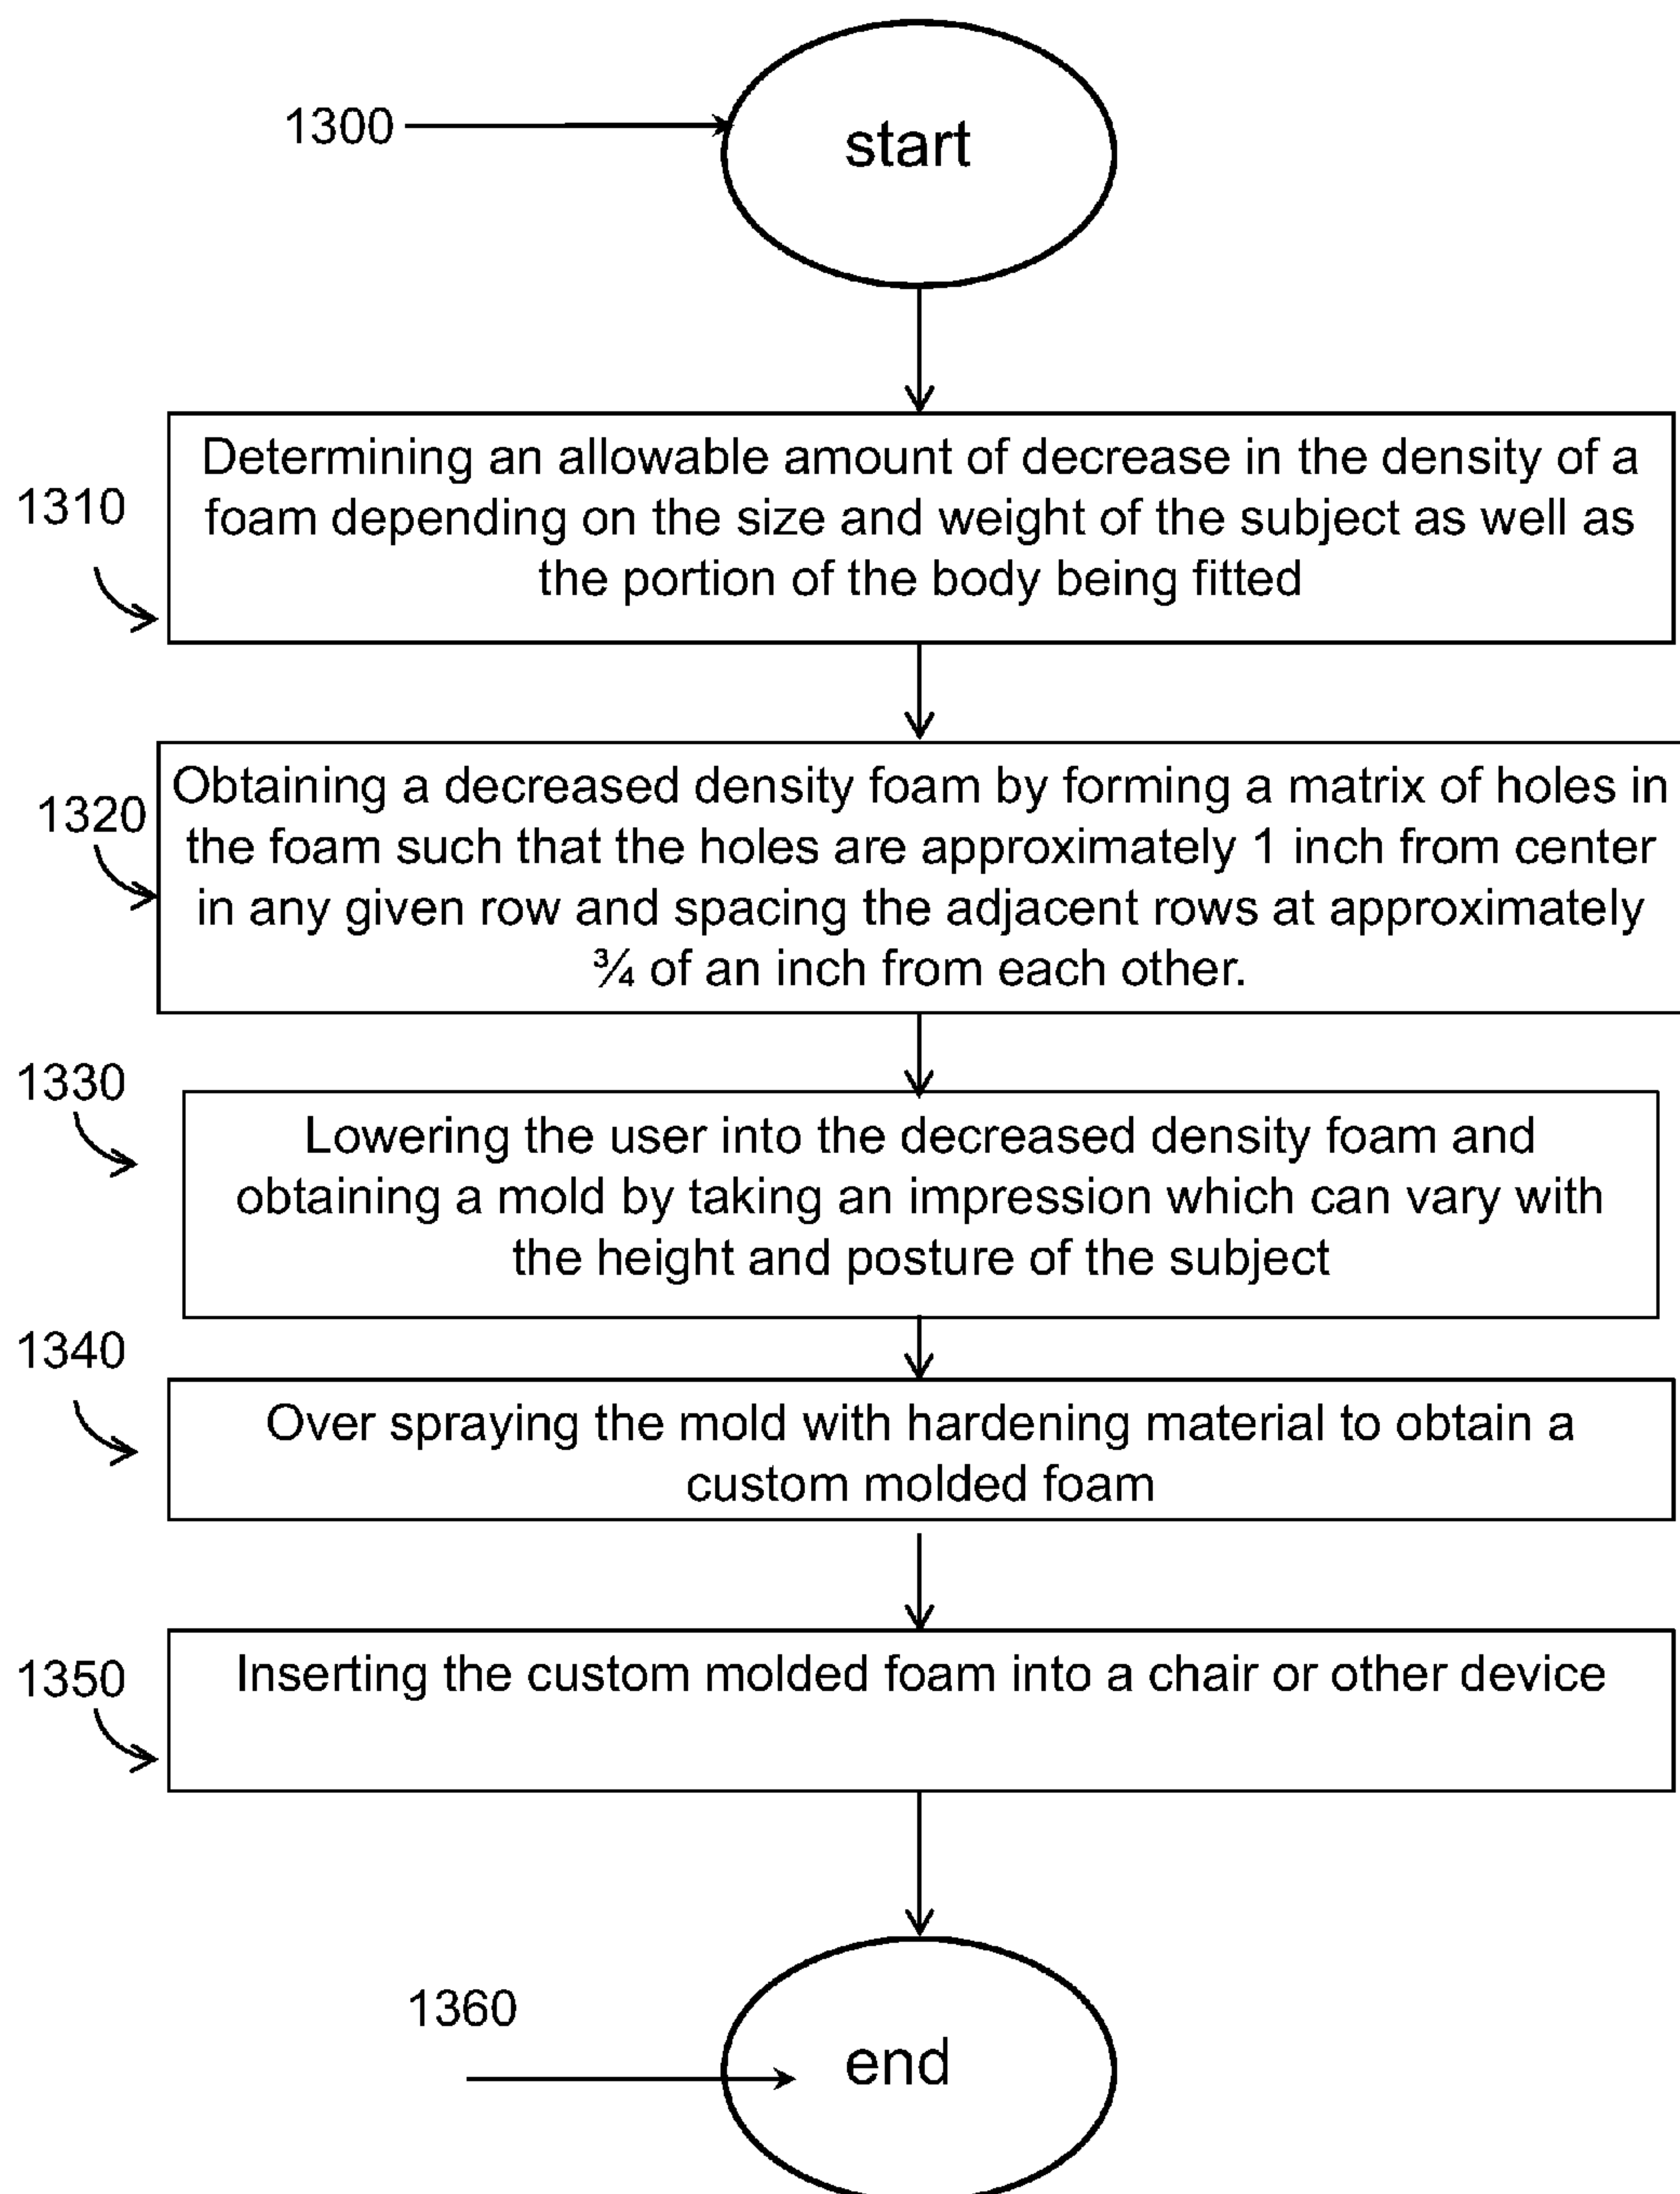 1300
start
1310
Determining an allowable amount of decrease in the density of a
foam depending on the size and weight of the subject as well as
the portion of the body being fitted
1320
Obtaining a decreased density foam by forming a matrix of holes in
the foam such that the holes are approximately 1 inch from center
in any given row and spacing the adjacent rows at approximately
¾ of an inch from each other.
1330
Lowering the user into the decreased density foam and
obtaining a mold by taking an impression which can vary with
the height and posture of the subject
1340
Over spraying the mold with hardening material to obtain a
custom molded foam
1350
Inserting the custom molded foam into a chair or other device
1360
end